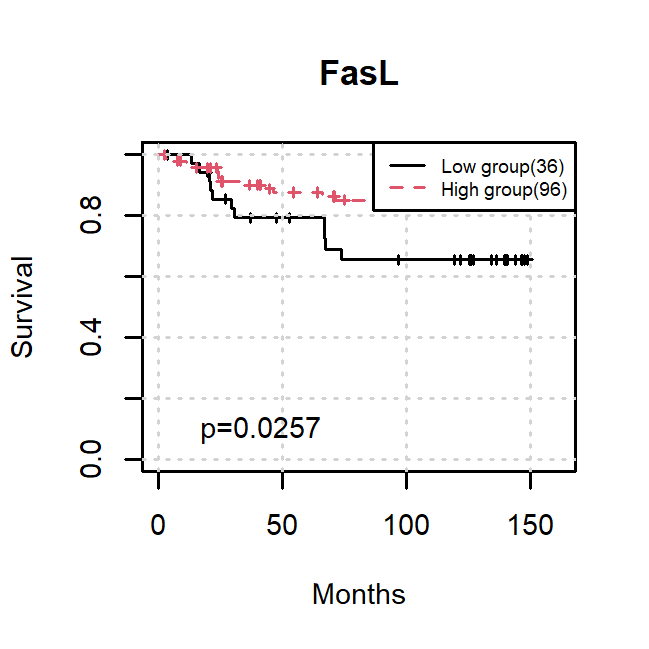 FasL
Low group(36)
High group(96)
Survival
0.8
0.4
0.0
p=0.0257
0
50
100
150
Months